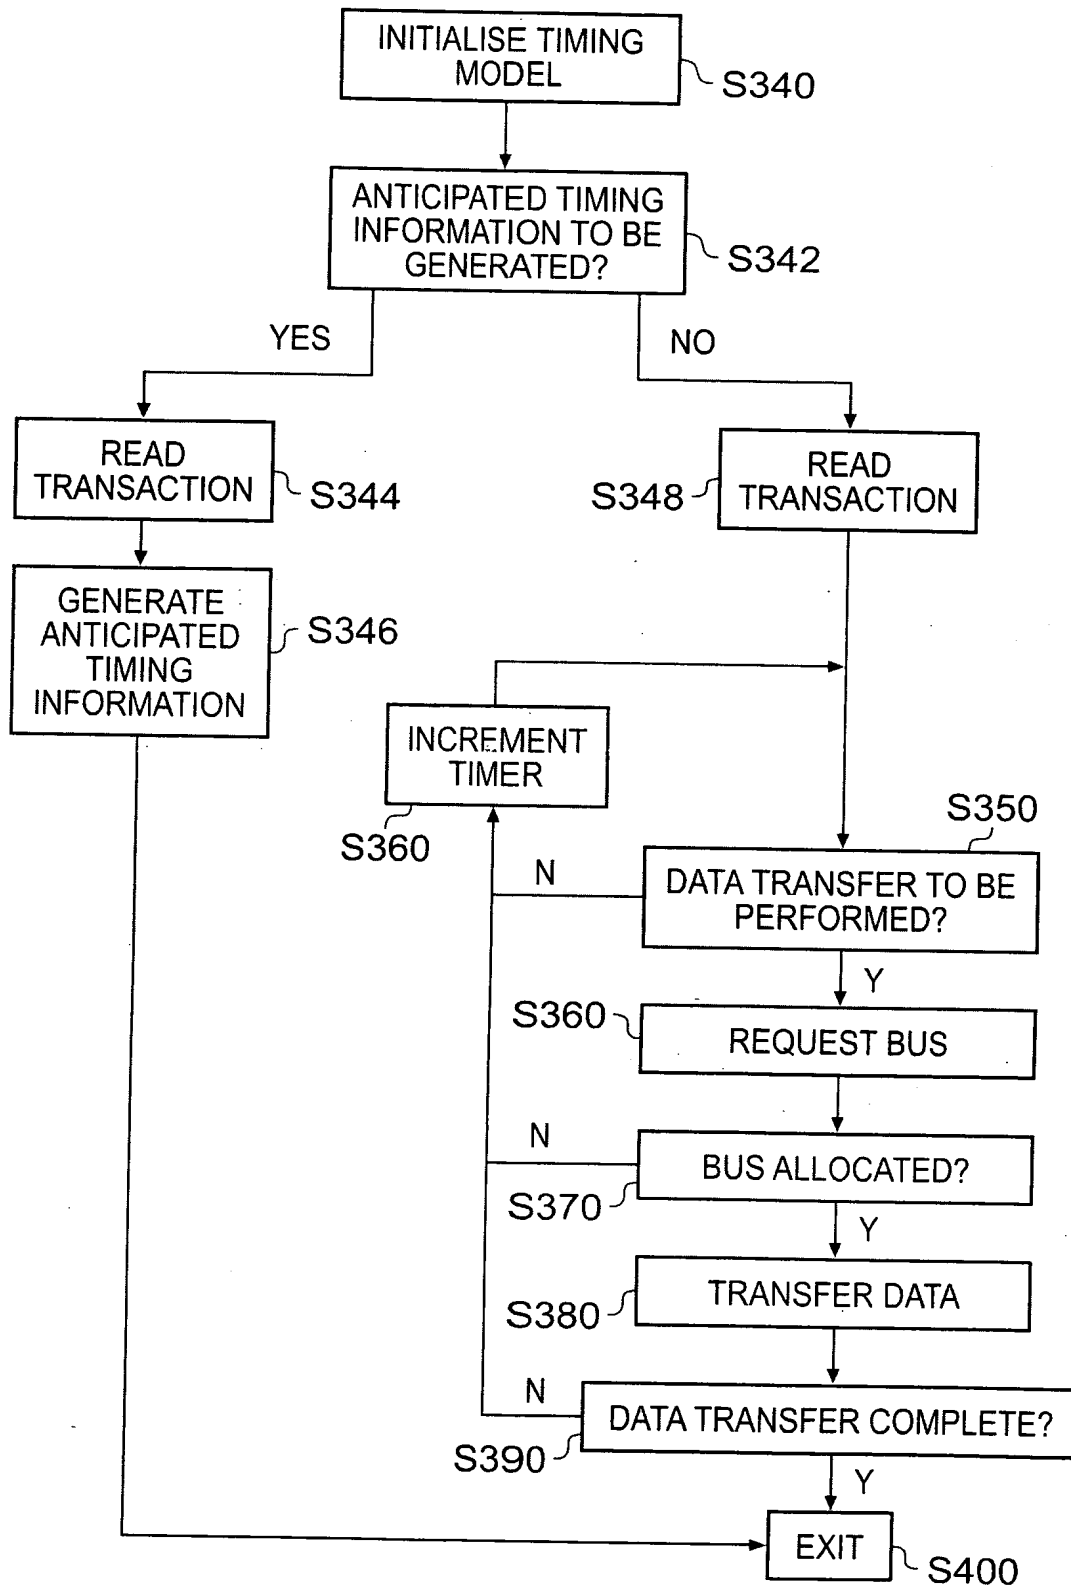 INITIALISE TIMING
MODEL
S340
ANTICIPATED TIMING
INFORMATION TO BE
GENERATED?
S342
YES
NO
READ
TRANSACTION
S344
READ
TRANSACTION
S348
GENERATE
ANTICIPATED
TIMING
INFORMATION
S346
INCREMENT
TIMER
S360
S350
DATA TRANSFER TO BE
PERFORMED?
N
Y
S360
REQUEST BUS
N
BUS ALLOCATED?
S370
Y
TRANSFER DATA
S380
N
DATA TRANSFER COMPLETE?
S390
Y
EXIT
S400